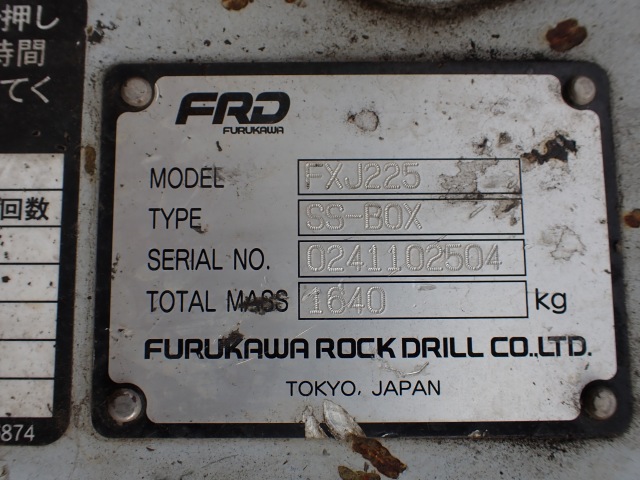 押し
時間
てく
回数
874
FRD
FURUKAWA
MODEL FXJ225
TYPE SS-BOX
SERIAL NO. 0241102504
TOTAL MASS 1640 kg
FURUKAWA ROCK DRILL CO.,LTD.
TOKYO, JAPAN